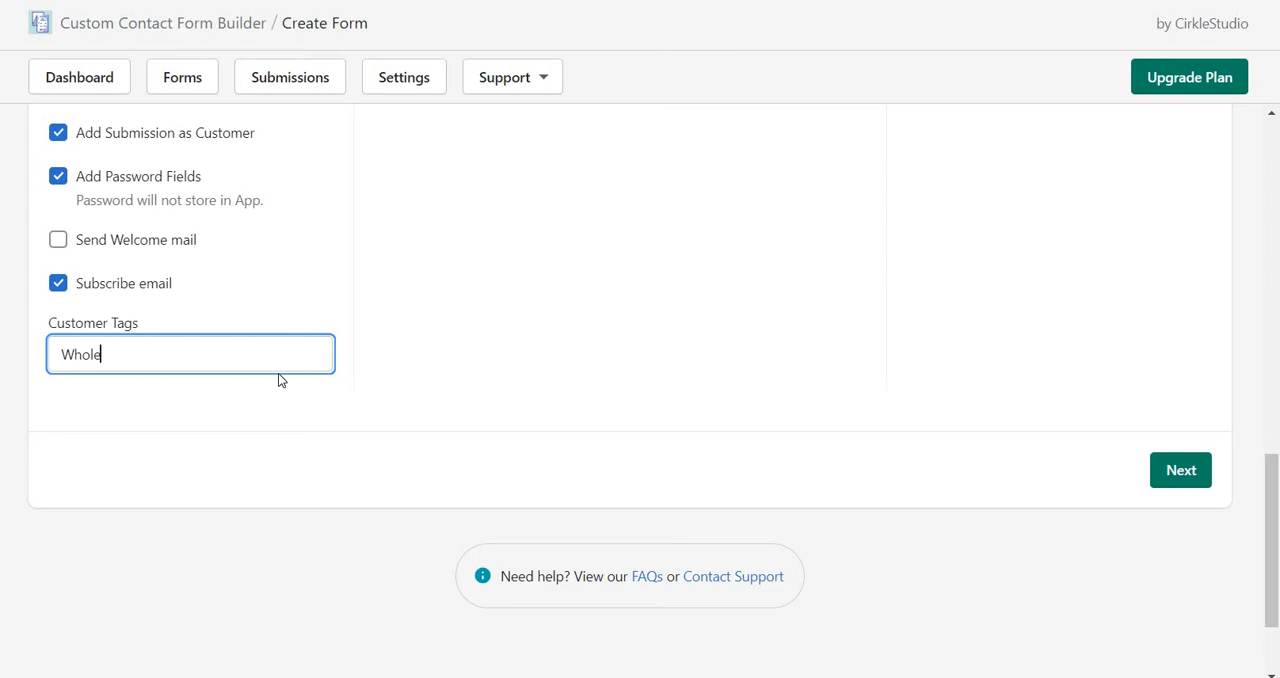 Custom Contact Form Builder / Create Form
by CirkleStudio
Dashboard
Forms
Submissions
Settings
Support
Upgrade Plan
Add Submission as Customer
Add Password Fields
Password will not store in App.
Send Welcome mail
Subscribe email
Customer Tags
Whole
Next
Need help? View our FAQs or Contact Support